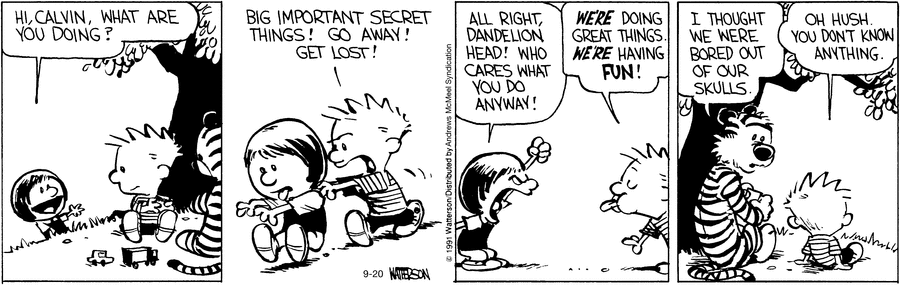 HI, CALVIN, WHAT ARE
YOU DOING?
BIG IMPORTANT SECRET
THINGS! GO AWAY!
GET LOST!
9-20 WATTERSON
© 1991 Watterson/Distributed by Andrews McMeel Syndication
ALL RIGHT,
DANDELION
HEAD! WHO
CARES WHAT
YOU DO
ANYWAY!
WE'RE DOING
GREAT THINGS.
WE'RE HAVING
FUN!
I THOUGHT
WE WERE
BORED OUT
OF OUR
SKULLS.
OH HUSH.
YOU DON'T KNOW
ANYTHING.